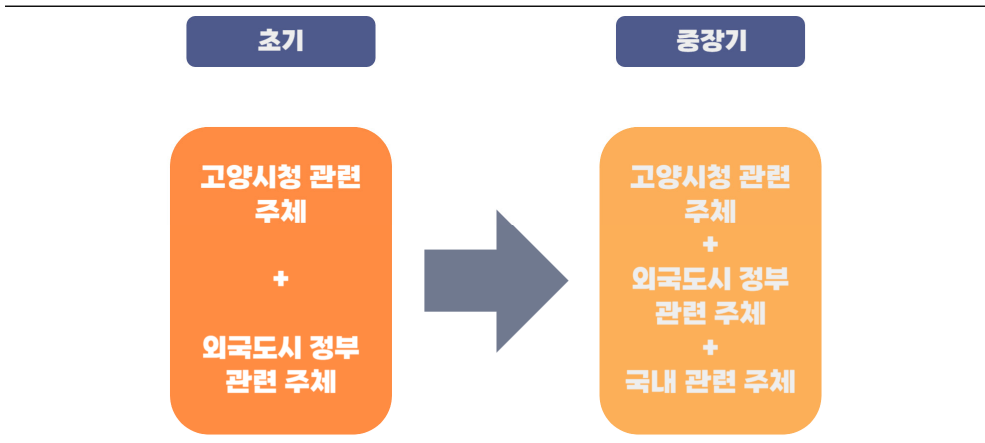 초기
중장기
고양시청 관련
주체
+
외국도시 정부
관련 주체
고양시청 관련
주체
+
외국도시 정부
관련 주체
+
국내 관련 주체